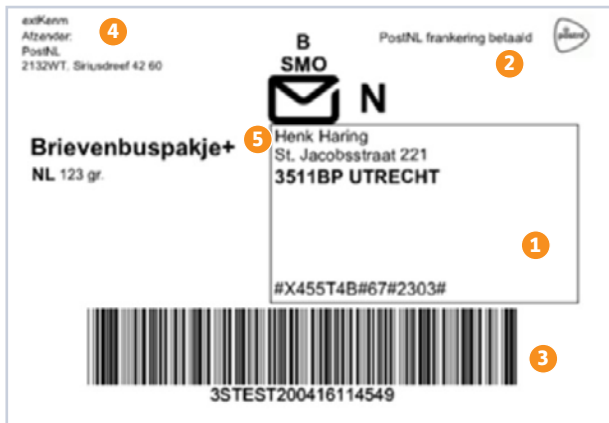 extKenm
Afzender:
PostNL
2132WT, Siriusdreef 42 60
4
B
SMO
N
PostNL frankering betaald
postnl
2
Brievenbuspakje+
NL 123 gr.
5
Henk Haring
St. Jacobsstraat 221
3511BP UTRECHT
1
#X455T4B#67#2303#
3
3STEST200416114549